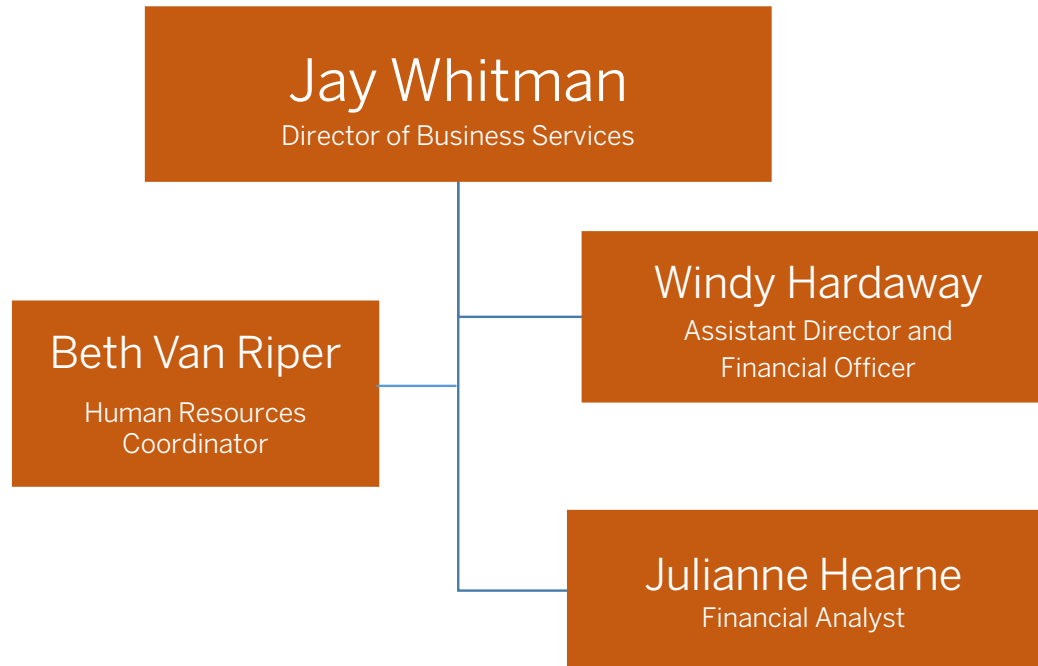 Jay Whitman
Director of Business Services
Windy Hardaway
Assistant Director and
Financial Officer
Beth Van Riper
Human Resources
Coordinator
Julianne Hearne
Financial Analyst